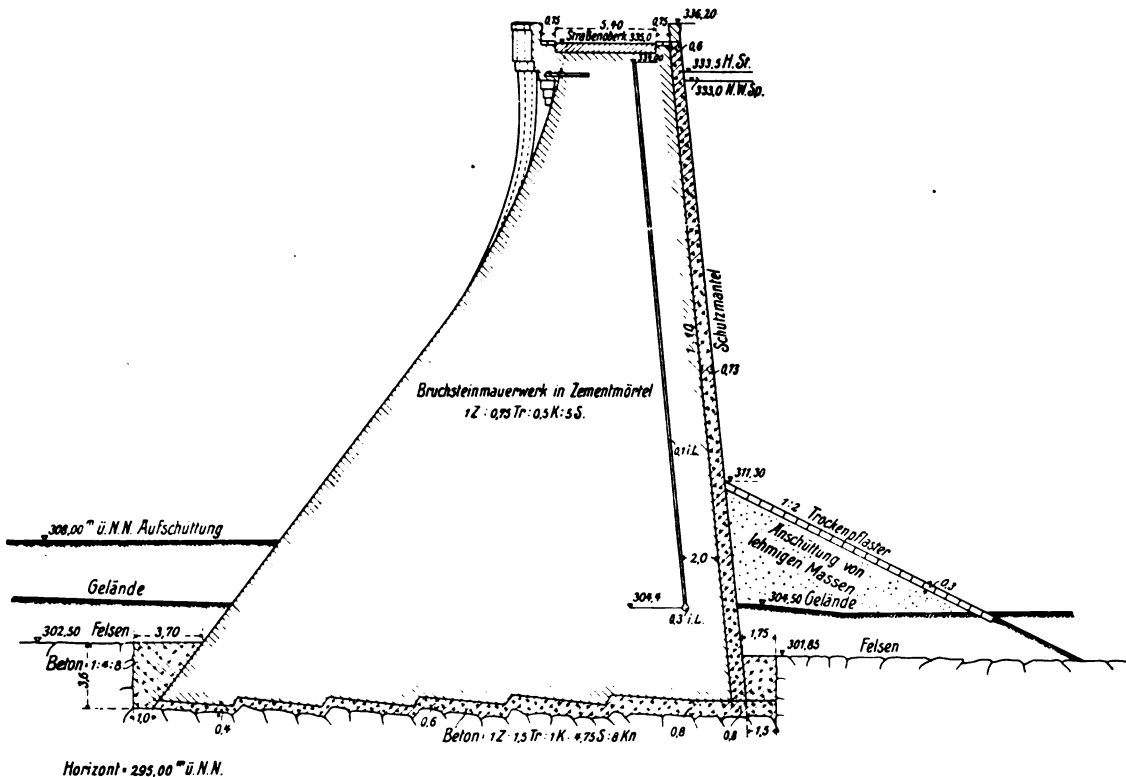 0,75
5,40
0,75
336,20
Straßenoberk. 335,0
0,6
333,5 H.St.
333,0 N.W.Sp.
1:10
Schutzmantel
0,73
Bruchsteinmauerwerk in Zementmörtel
1Z : 0,75 Tr : 0,5 K : 5 S.
0,1 i.L.
311,30
1:2 Trockenpflaster
308,00 m ü.N.N. Aufschüttung
Anschüttung von
lehmigen Massen
2,0
0.3
Gelände
304,4
0,3 i.L.
304,50 Gelände
302,50 Felsen
3,70
1,75
301,85
Felsen
Beton = 1:4:8
3,6
1,0
0,4
0,6
0,8
0,8
1,5
Beton = 1Z : 1,5 Tr : 1K : 4,75 S : 8 Kn
Horizont = 295,00 m ü.N.N.